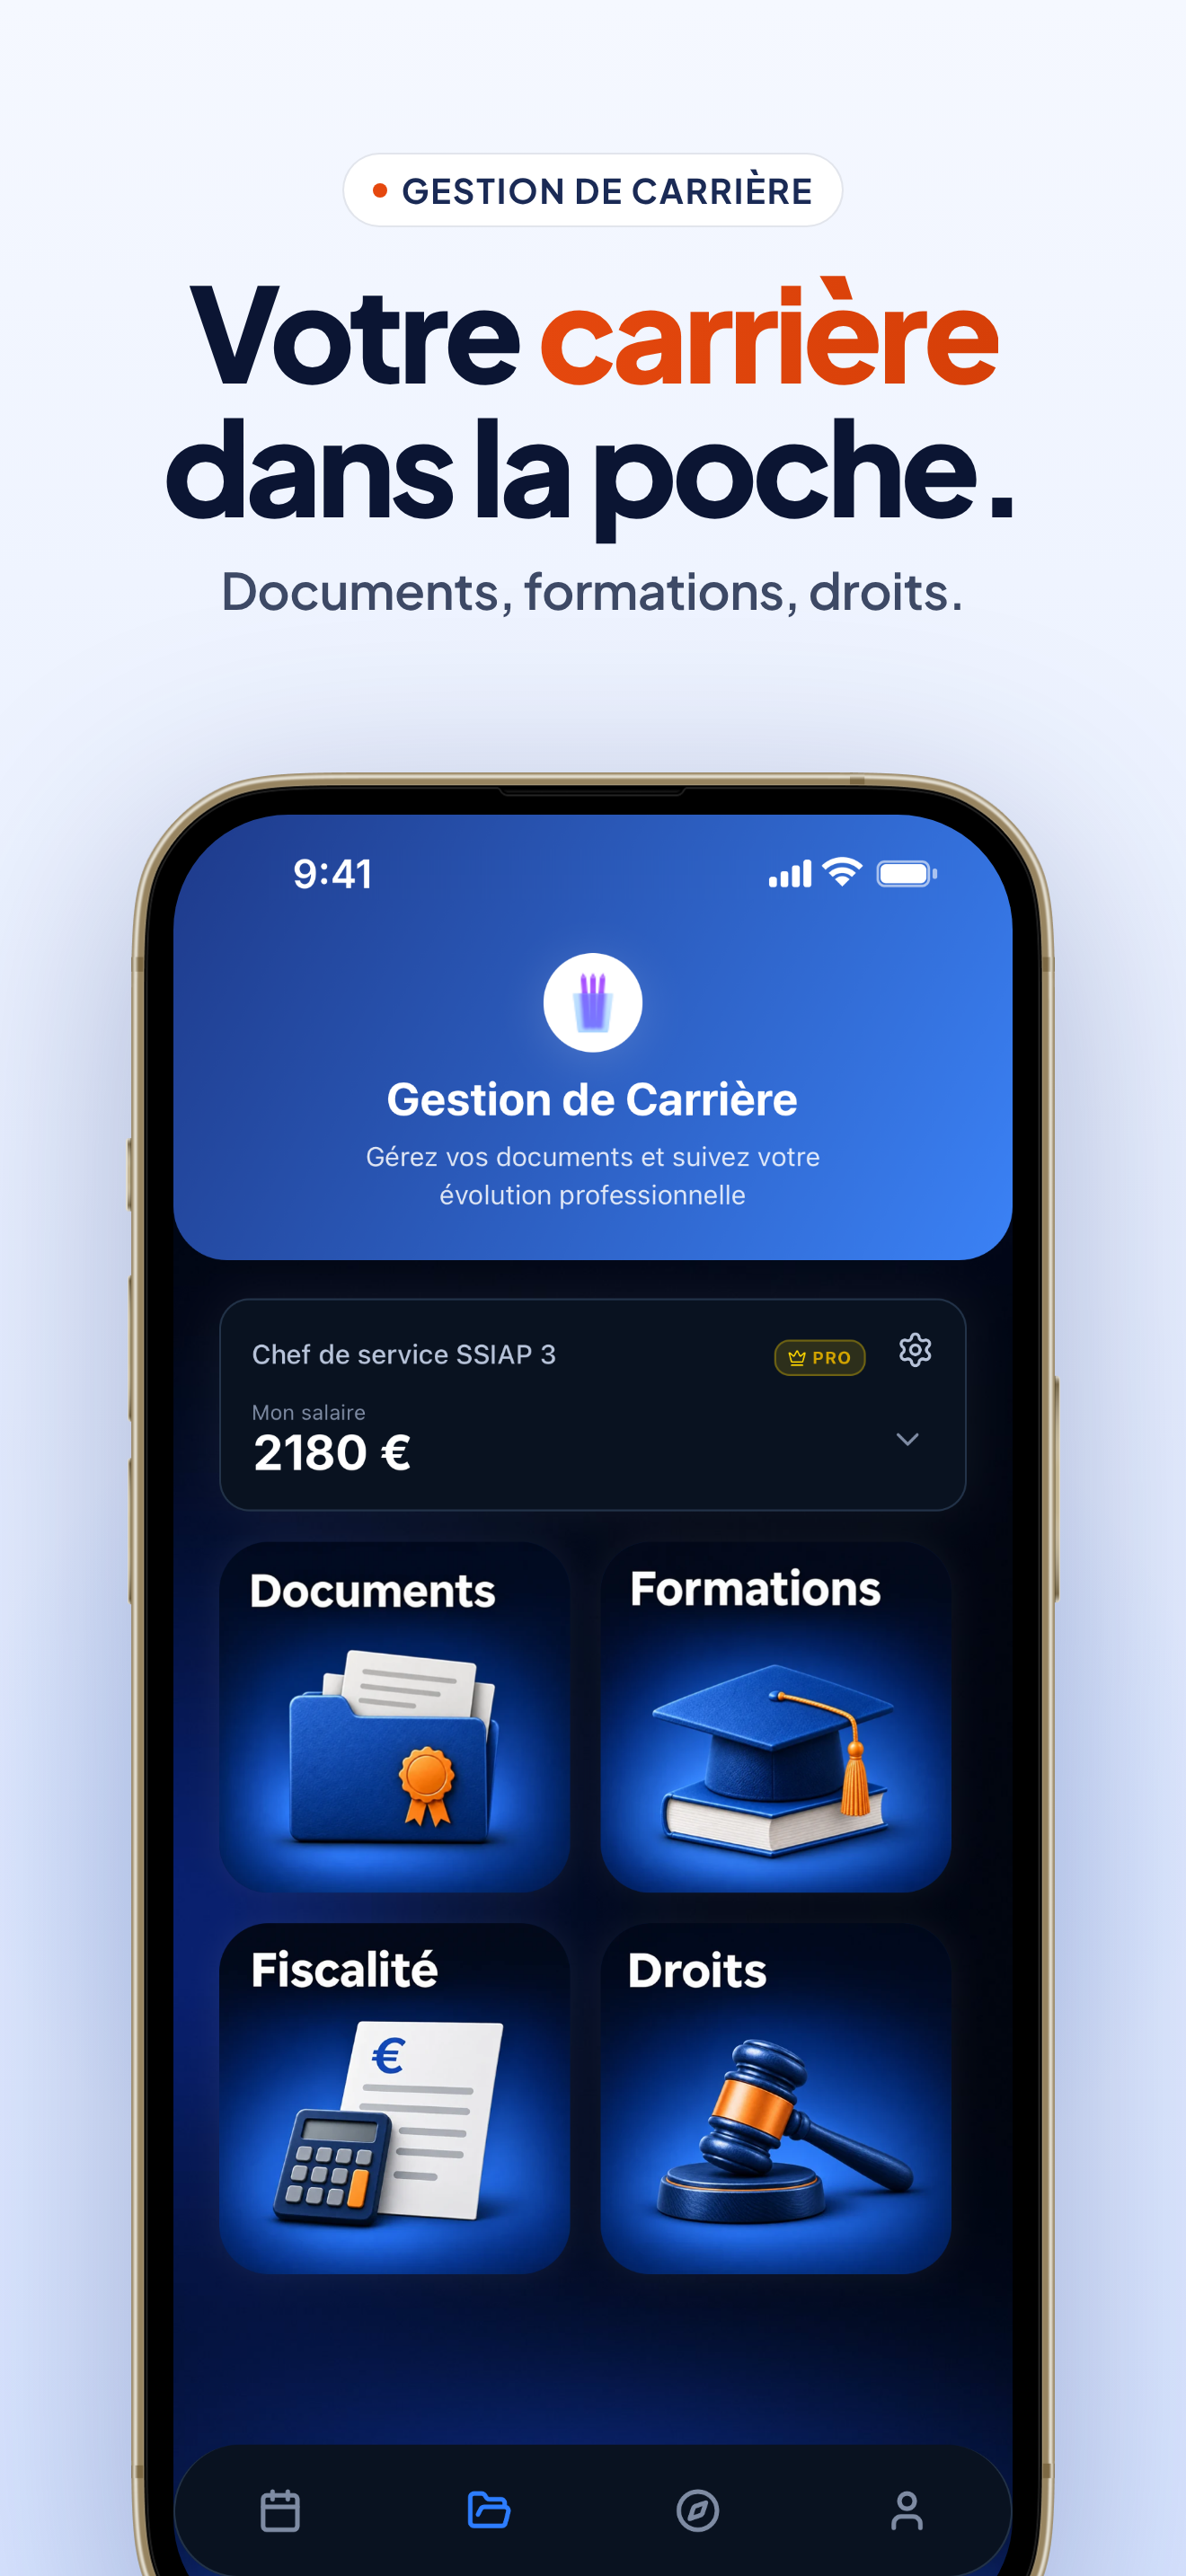 GESTION DE CARRIÈRE
Votre carrière
dans la poche.
Documents, formations, droits.
9:41
Gestion de Carrière
Gérez vos documents et suivez votre
évolution professionnelle
Chef de service SSIAP 3
PRO
Mon salaire
2180 €
Documents
Formations
Fiscalité
Droits
€